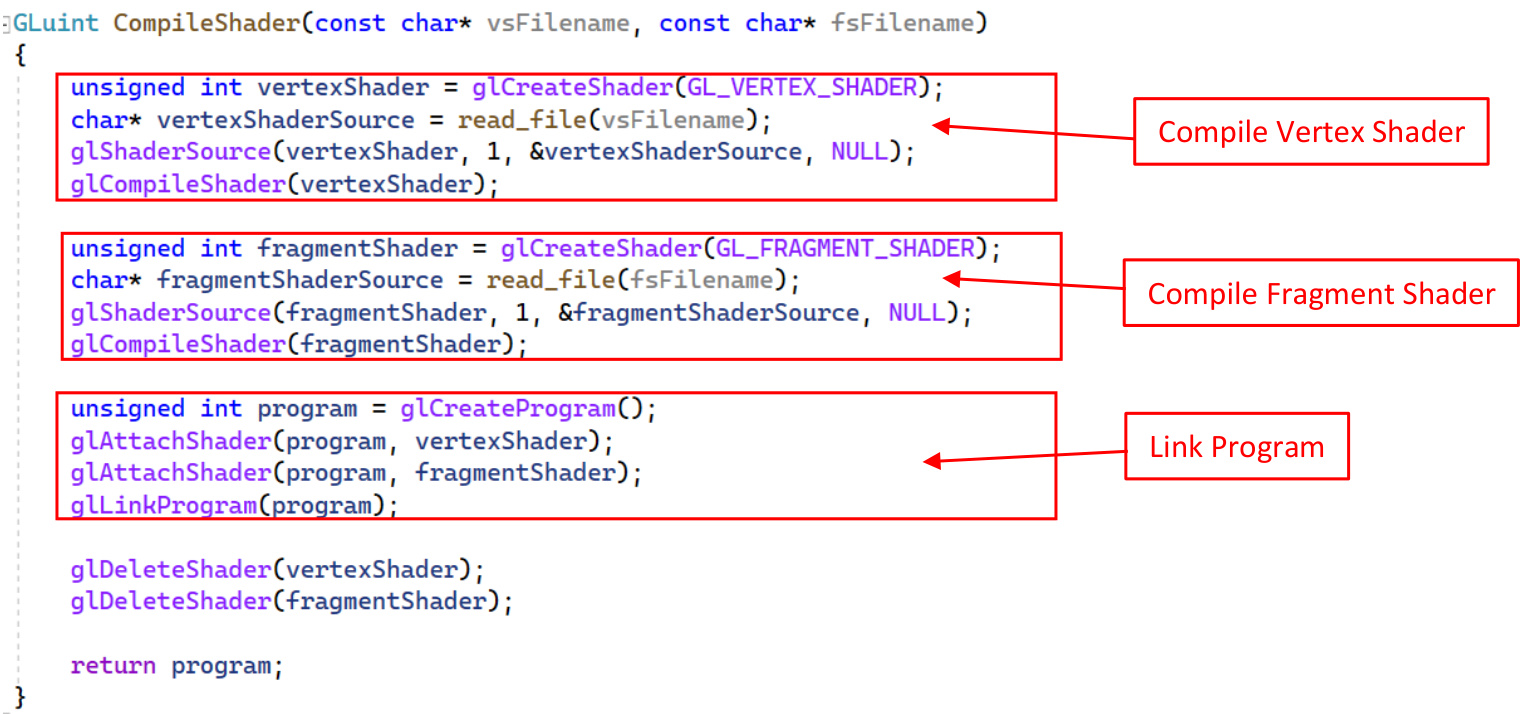 GLuint CompileShader(const char* vsFilename, const char* fsFilename)
{
unsigned int vertexShader = glCreateShader(GL_VERTEX_SHADER);
char* vertexShaderSource = read_file(vsFilename);
glShaderSource(vertexShader, 1, &vertexShaderSource, NULL);
glCompileShader(vertexShader);
Compile Vertex Shader
unsigned int fragmentShader = glCreateShader(GL_FRAGMENT_SHADER);
char* fragmentShaderSource = read_file(fsFilename);
glShaderSource(fragmentShader, 1, &fragmentShaderSource, NULL);
glCompileShader(fragmentShader);
Compile Fragment Shader
unsigned int program = glCreateProgram();
glAttachShader(program, vertexShader);
glAttachShader(program, fragmentShader);
glLinkProgram(program);
Link Program
glDeleteShader(vertexShader);
glDeleteShader(fragmentShader);
return program;
}